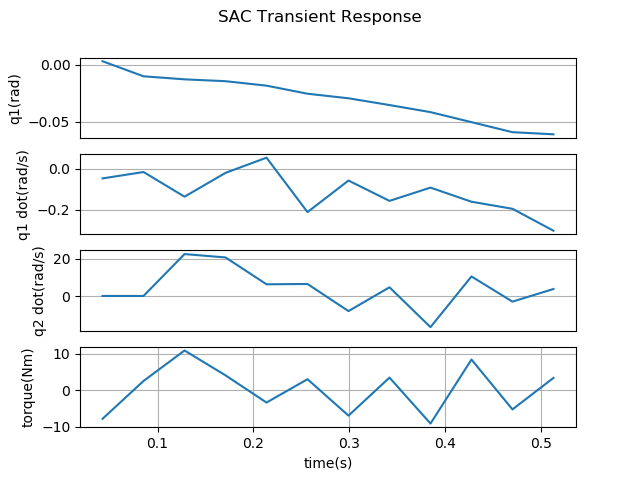 SAC Transient Response
0.00
−0.05
q1(rad)
0.0
−0.2
q1 dot(rad/s)
20
0
q2 dot(rad/s)
10
0
−10
torque(Nm)
0.1 0.2 0.3 0.4 0.5
time(s)